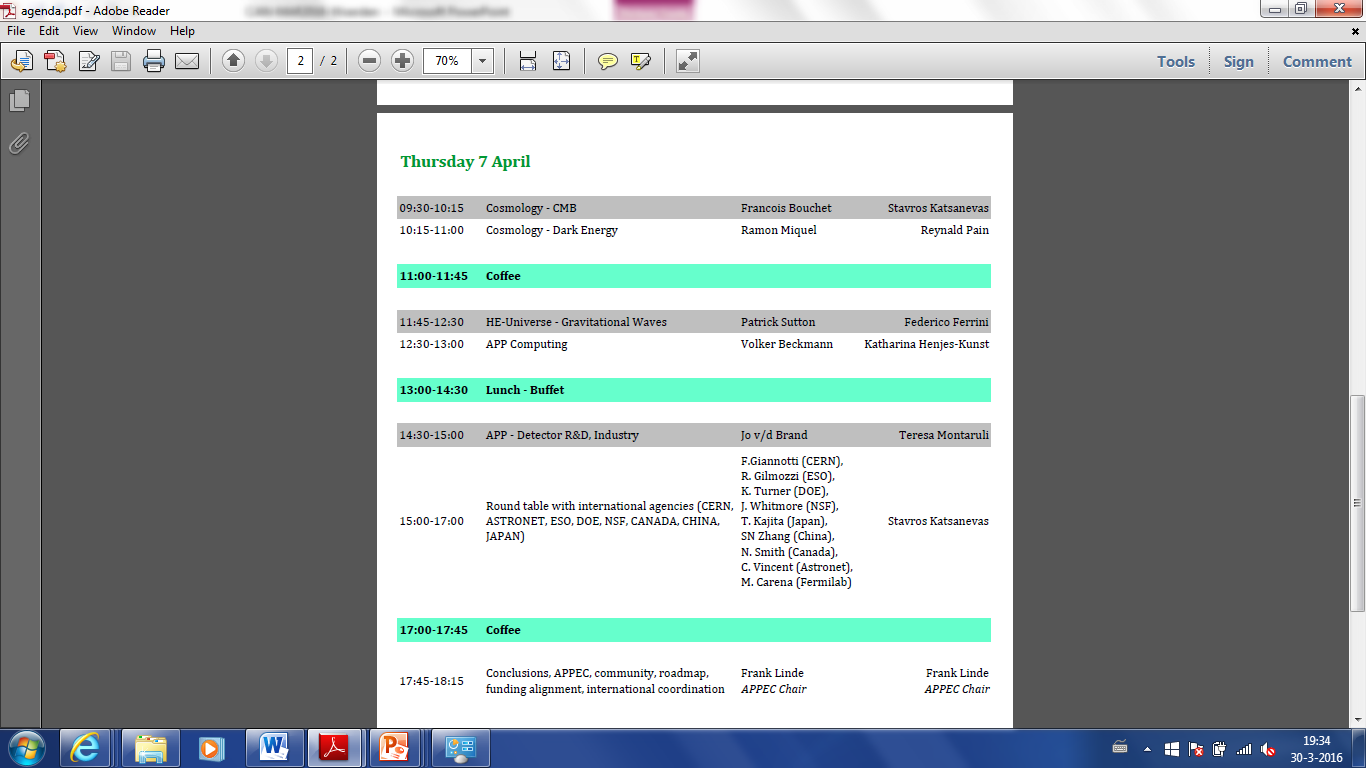 agenda.pdf - Adobe Reader
File Edit View Window Help
2 / 2 70% Tools Sign Comment
Thursday 7 April
09:30-10:15 Cosmology - CMB Francois Bouchet Stavros Katsanevas
10:15-11:00 Cosmology - Dark Energy Ramon Miquel Reynald Pain
11:00-11:45 Coffee
11:45-12:30 HE-Universe - Gravitational Waves Patrick Sutton Federico Ferrini
12:30-13:00 APP Computing Volker Beckmann Katharina Henjes-Kunst
13:00-14:30 Lunch - Buffet
14:30-15:00 APP - Detector R&D, Industry Jo v/d Brand Teresa Montaruli
15:00-17:00
Round table with international agencies (CERN,
ASTRONET, ESO, DOE, NSF, CANADA, CHINA,
JAPAN)
F.Giannotti (CERN),
R. Gilmozzi (ESO),
K. Turner (DOE),
J. Whitmore (NSF),
T. Kajita (Japan),
SN Zhang (China),
N. Smith (Canada),
C. Vincent (Astronet),
M. Carena (Fermilab)
Stavros Katsanevas
17:00-17:45 Coffee
17:45-18:15
Conclusions, APPEC, community, roadmap,
funding alignment, international coordination
Frank Linde
APPEC Chair
Frank Linde
APPEC Chair
19:34
30-3-2016